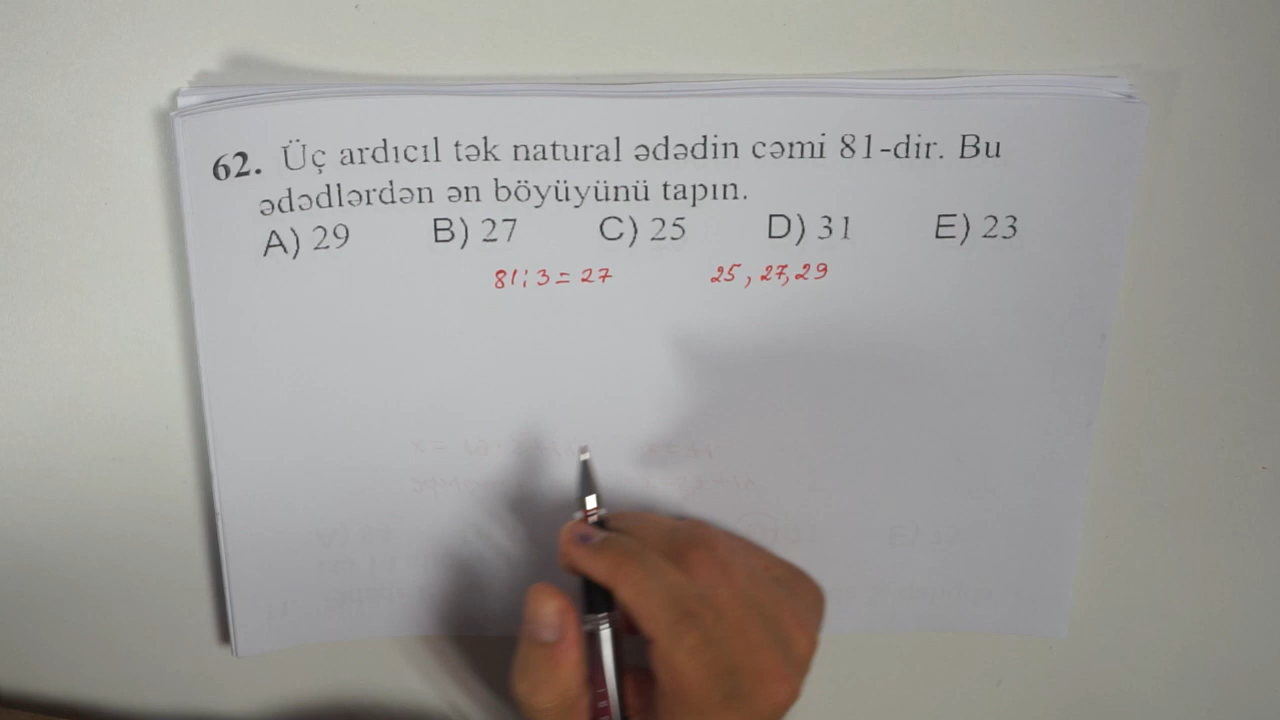 62. Üç ardıcıl tək natural ədədin cəmi 81-dir. Bu
ədədlərdən ən böyüyünü tapın.
A) 29 B) 27 C) 25 D) 31 E) 23
81:3=27 25, 27, 29